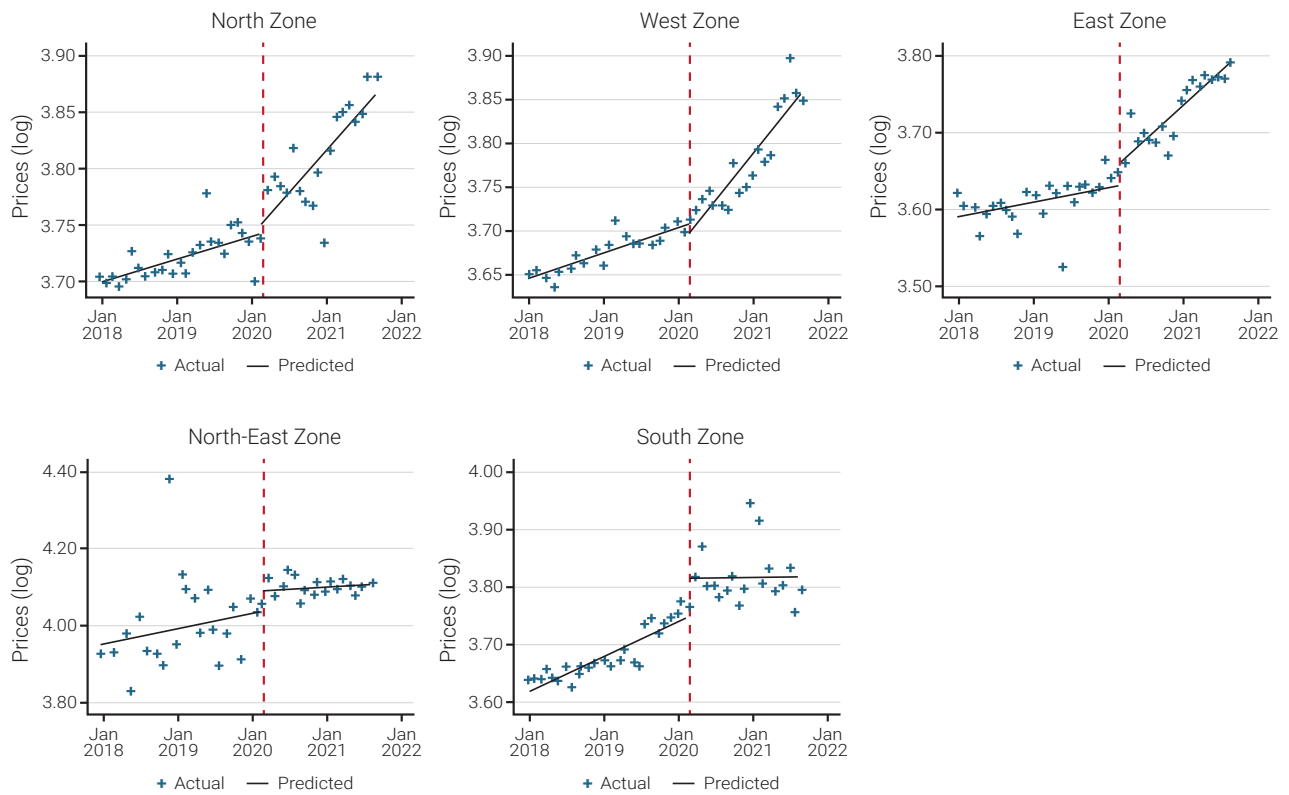 North Zone
3.90
3.85
3.80
3.75
3.70
Prices (log)
Jan Jan Jan Jan Jan
2018 2019 2020 2021 2022
Actual Predicted
West Zone
3.90
3.85
3.80
3.75
3.70
3.65
Prices (log)
Jan Jan Jan Jan Jan
2018 2019 2020 2021 2022
Actual Predicted
East Zone
3.80
3.70
3.60
3.50
Prices (log)
Jan Jan Jan Jan Jan
2018 2019 2020 2021 2022
Actual Predicted
North-East Zone
4.40
4.20
4.00
3.80
Prices (log)
Jan Jan Jan Jan Jan
2018 2019 2020 2021 2022
Actual Predicted
South Zone
4.00
3.90
3.80
3.70
3.60
Prices (log)
Jan Jan Jan Jan Jan
2018 2019 2020 2021 2022
Actual Predicted